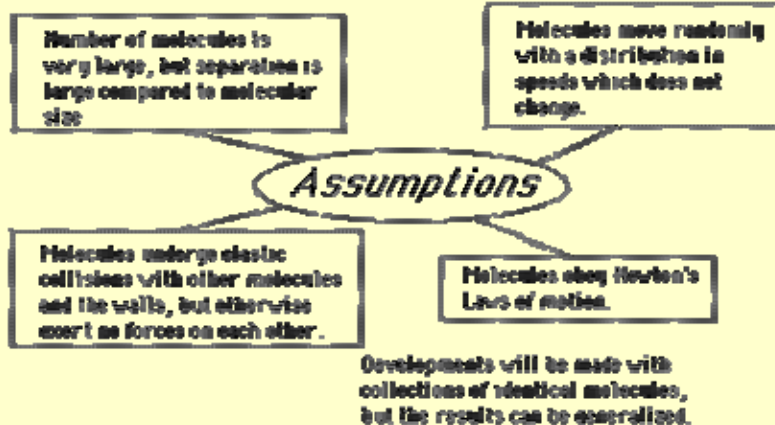 Number of molecules is
very large, but separation is
large compared to molecular
size
Molecules move randomly
with a distribution in
speeds which does not
change.
Assumptions
Molecules undergo elastic
collisions with other molecules
and the walls, but otherwise
exert no forces on each other.
Molecules obey Newton's
Laws of motion.
Developments will be made with
collections of identical molecules,
but the results can be generalized.